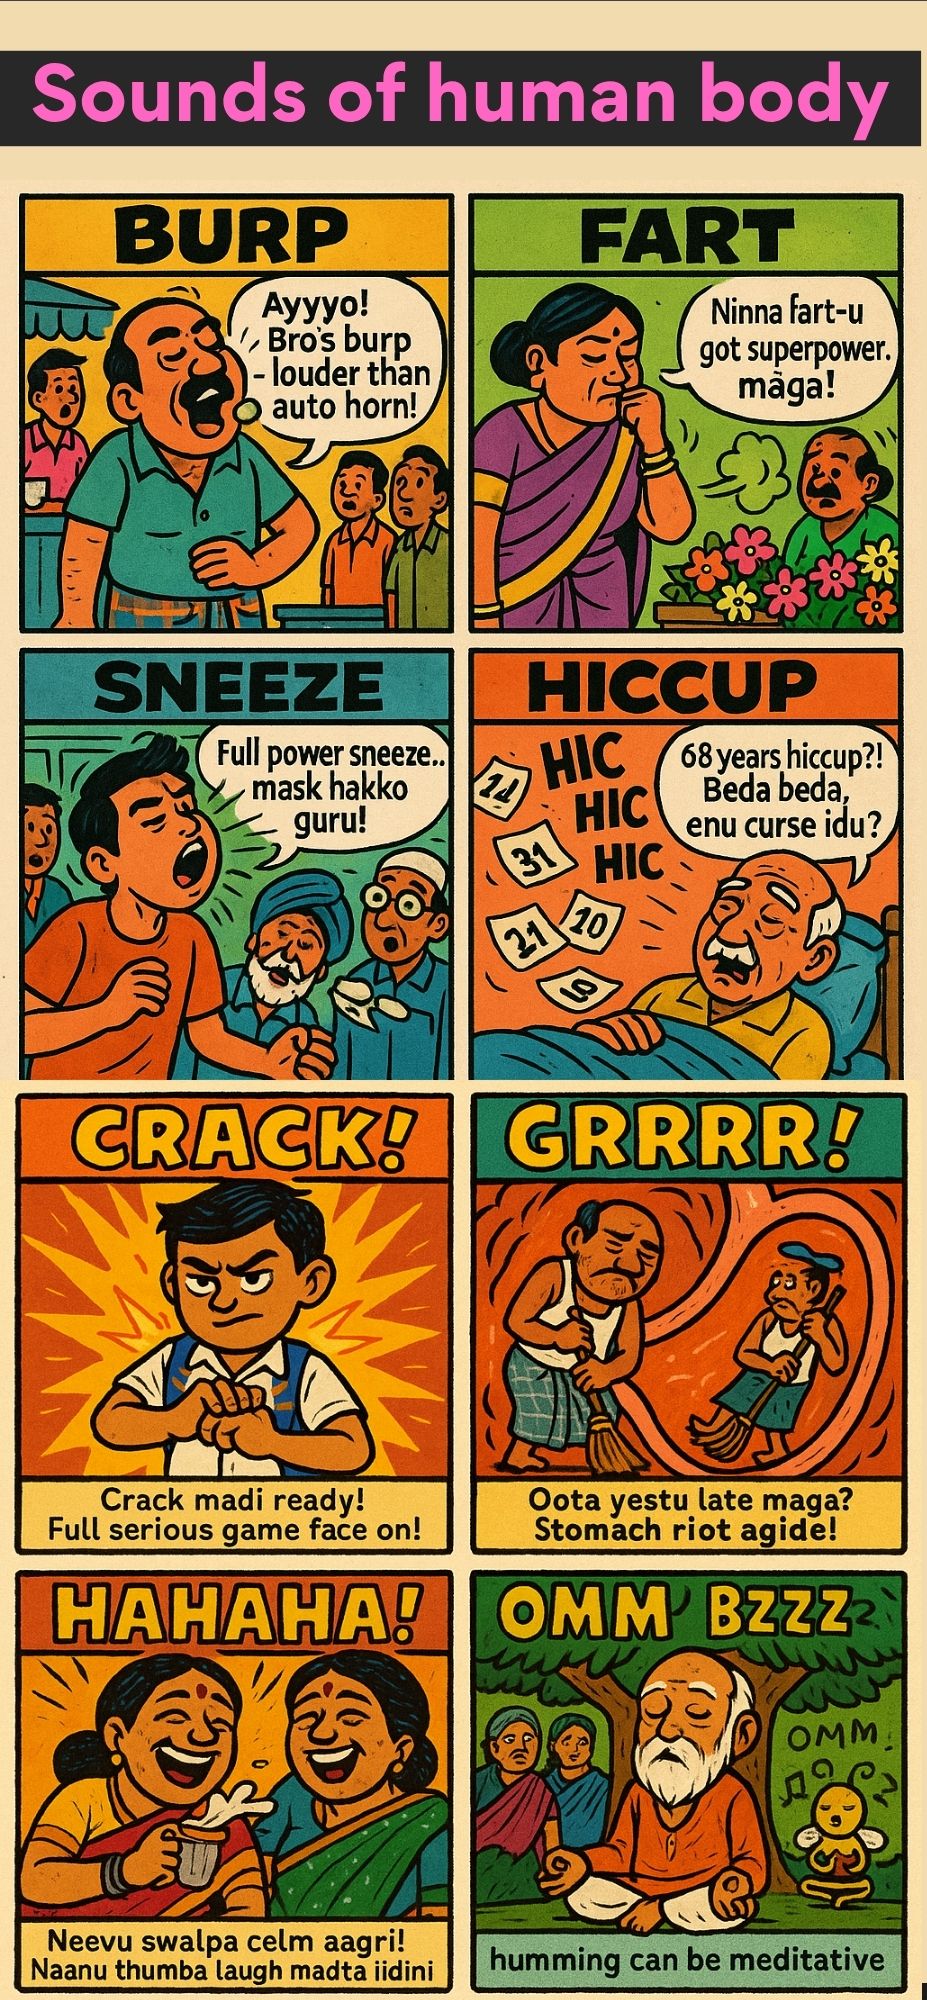 Sounds of human body
BURP
Ayyyo!
Bro's burp
- louder than
auto horn!
FART
Ninna fart-u
got superpower.
māga!
SNEEZE
Full power sneeze..
mask hakko
guru!
HICCUP
HIC
HIC
HIC
14
31
21
10
68 years hiccup?!
Beda beda,
enu curse idu?
CRACK!
Crack madi ready!
Full serious game face on!
GRRRR!
Oota yestu late maga?
Stomach riot agide!
HAHAHA!
Neevu swalpa celm aagri!
Naanu thumba laugh madta iidini
OMM BZZZz
OMM
humming can be meditative